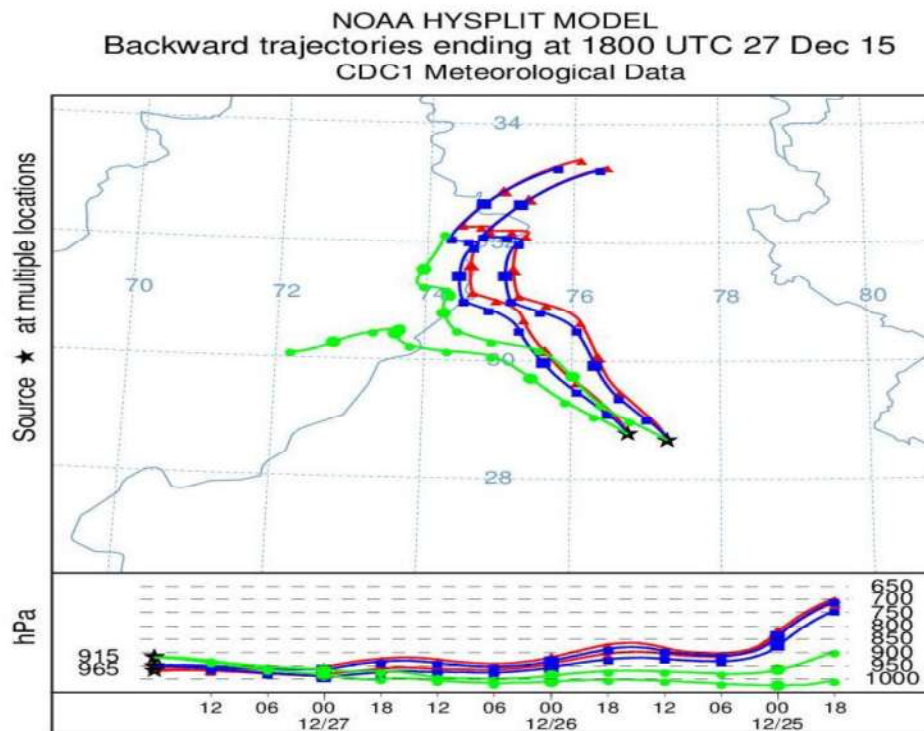 NOAA HYSPLIT MODEL
Backward trajectories ending at 1800 UTC 27 Dec 15
CDC1 Meteorological Data
Source ★ at multiple locations
34
32
70
72
74
76
78
80
30
28
hPa
650
700
750
800
850
900
950
1000
915
965
12 06 00 18 12 06 00 18 12 06 00 18
12/27 12/26 12/25